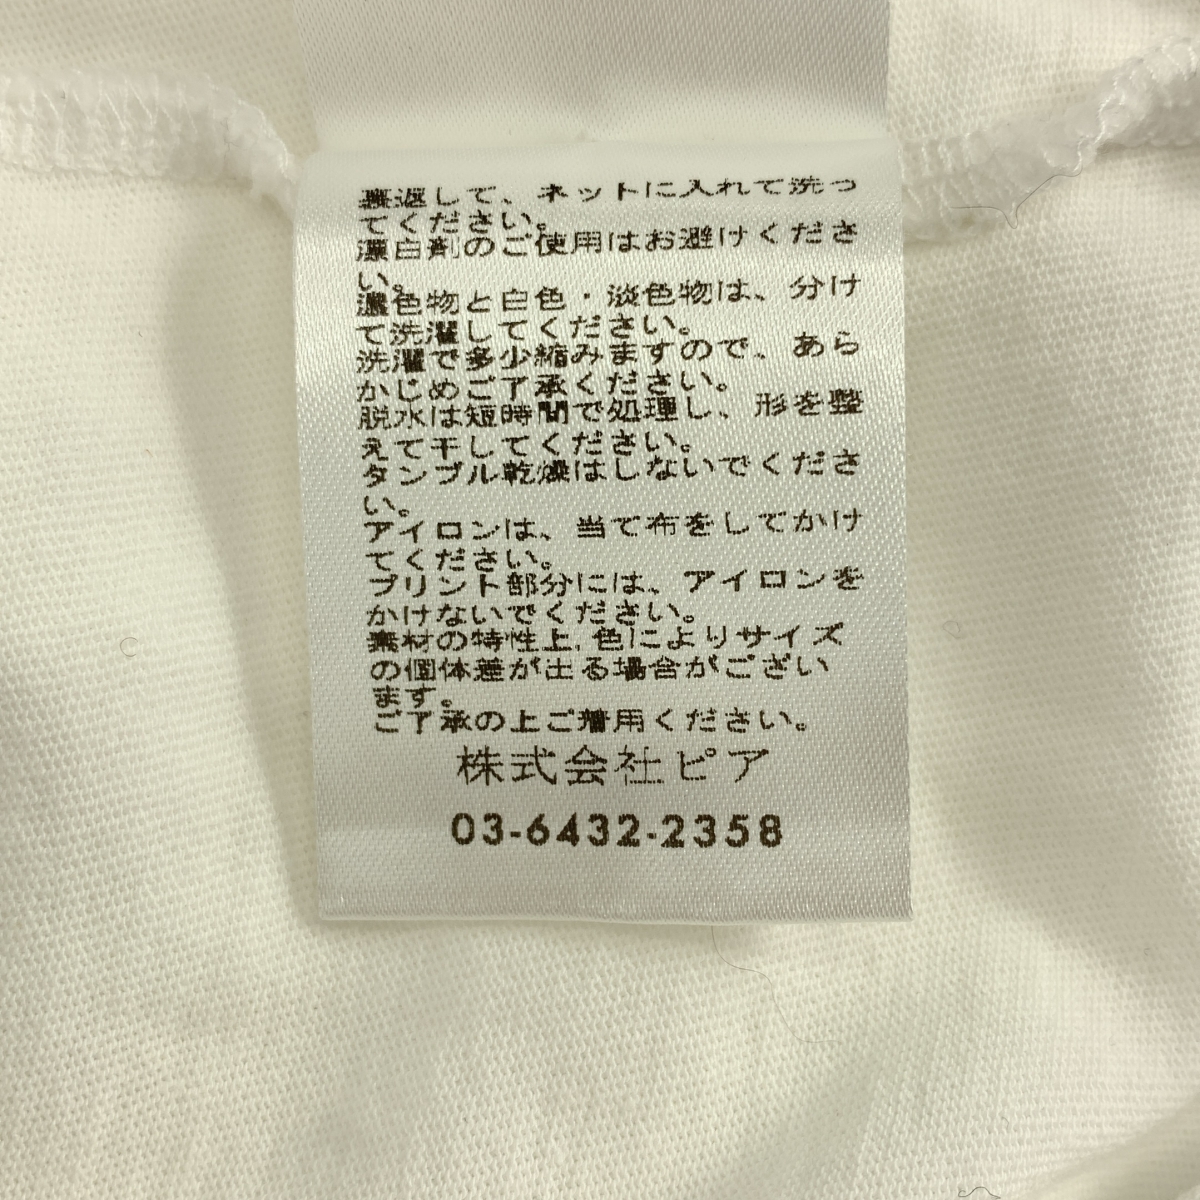 裏返して、ネットに入れて洗っ
てください。
漂白剤のご使用はお避けくださ
い。
濃色物と白色・淡色物は、分け
て洗濯してください。
洗濯で多少縮みますので、あら
かじめご了承ください。
脱水は短時間で処理し、形を整
えて干してください。
タンブル乾燥はしないでくださ
い。
アイロンは、当て布をしてかけ
てください。
プリント部分には、アイロンを
かけないでください。
素材の特性上,色によりサイズ
の個体差が出る場合がござい
ます。
ご了承の上ご着用ください。
株式会社ピア
03-6432-2358